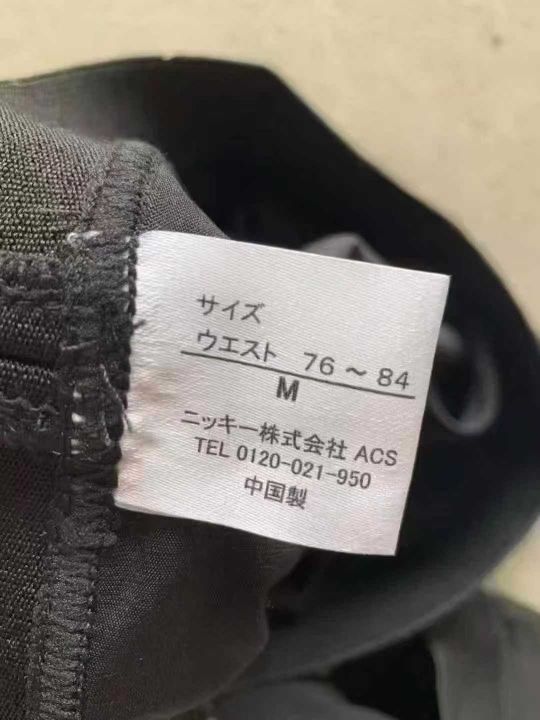 サイズ
ウエスト 76～84
M
ニッキー株式会社 ACS
TEL 0120-021-950
中国製